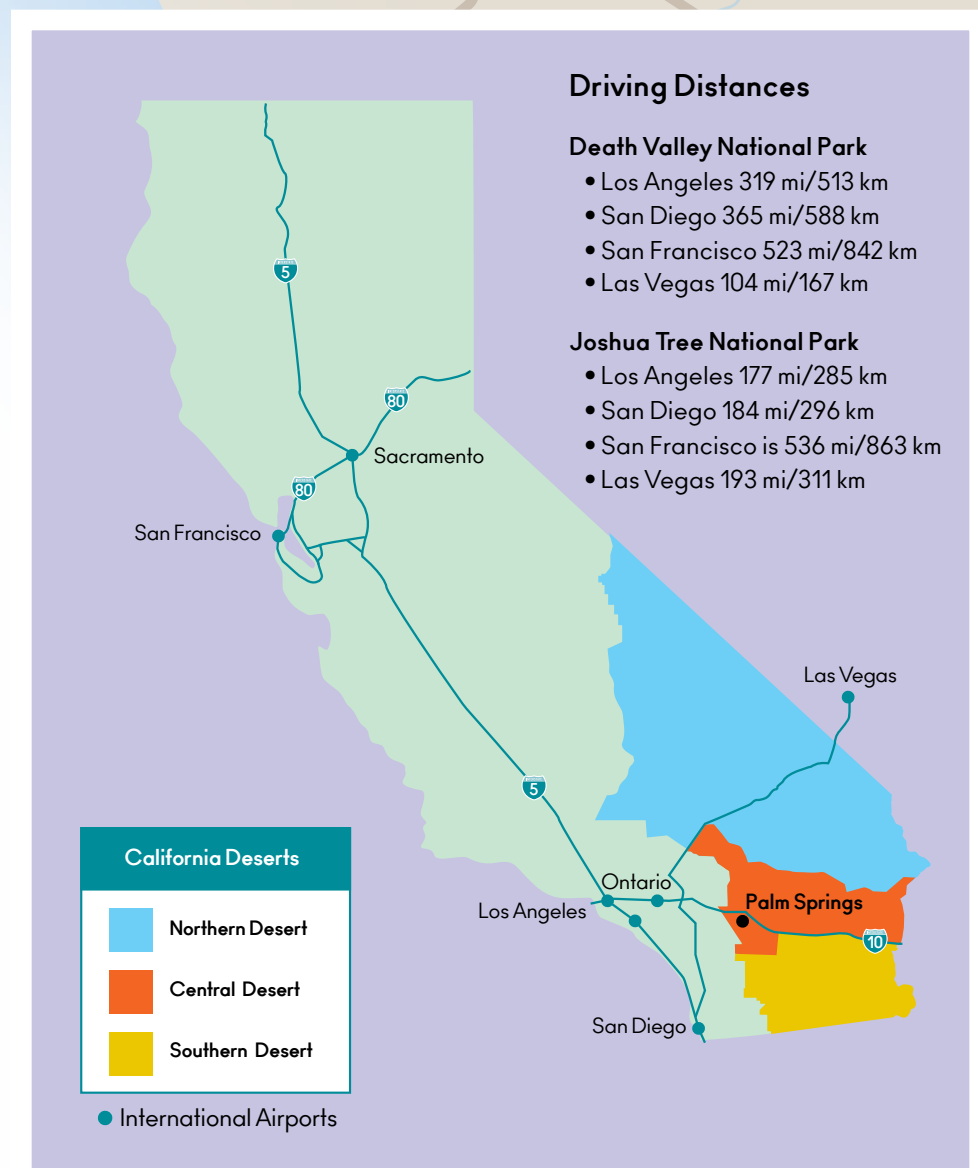 Driving Distances
Death Valley National Park
• Los Angeles 319 mi/513 km
• San Diego 365 mi/588 km
• San Francisco 523 mi/842 km
• Las Vegas 104 mi/167 km
Joshua Tree National Park
• Los Angeles 177 mi/285 km
• San Diego 184 mi/296 km
• San Francisco is 536 mi/863 km
• Las Vegas 193 mi/311 km
5
80
Sacramento
80
San Francisco
Las Vegas
5
Ontario
Los Angeles
Palm Springs
10
San Diego
California Deserts
Northern Desert
Central Desert
Southern Desert
International Airports